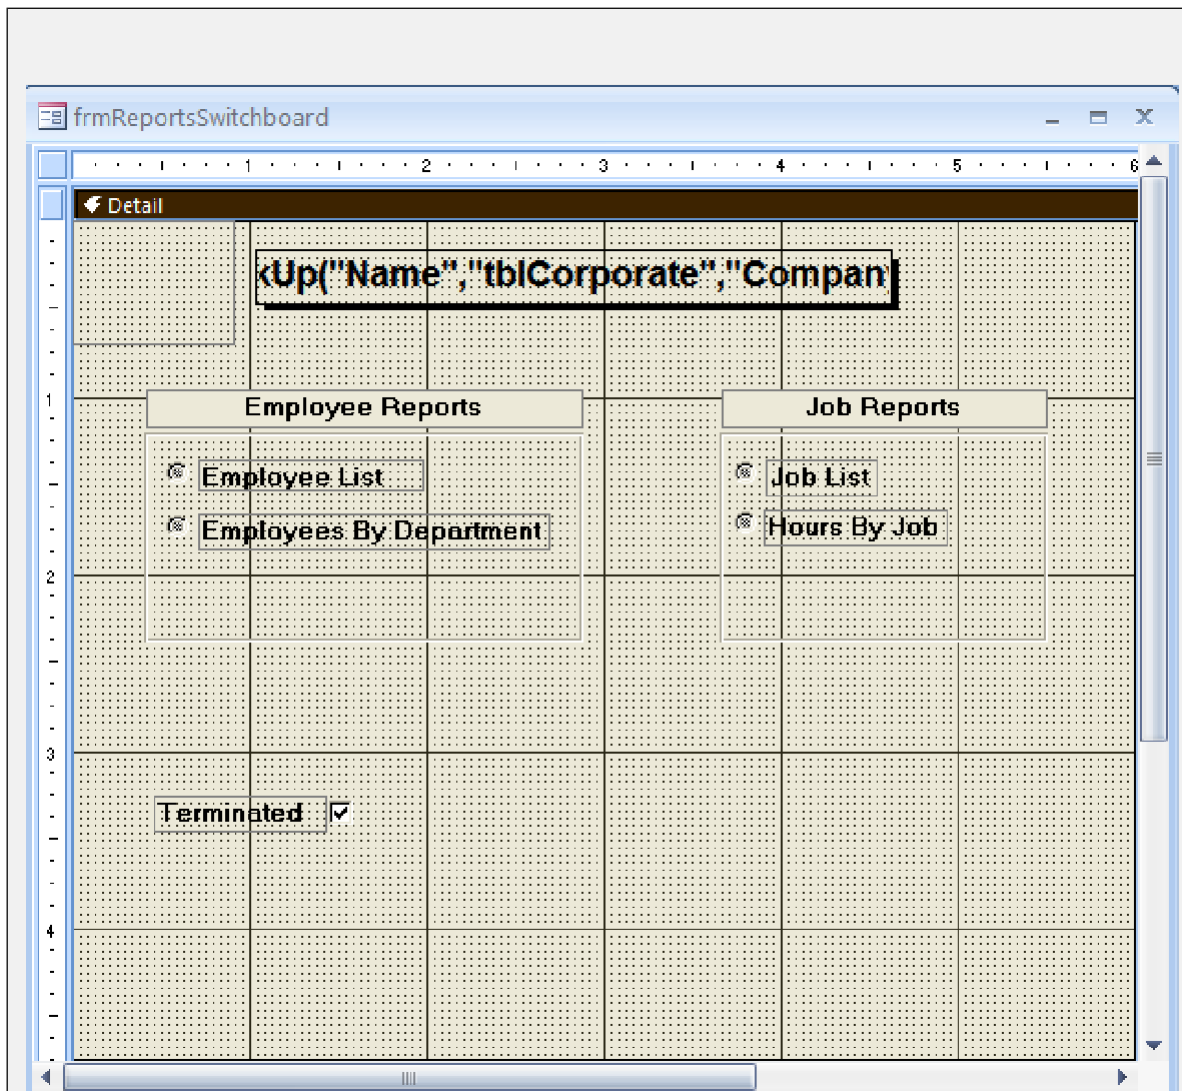 frmReportsSwitchboard
1 2 3 4 5 6
Detail
kUp("Name","tblCorporate","Company
1
Employee Reports Job Reports
Employee List Job List
Employees By Department Hours By Job
2
3
Terminated
4